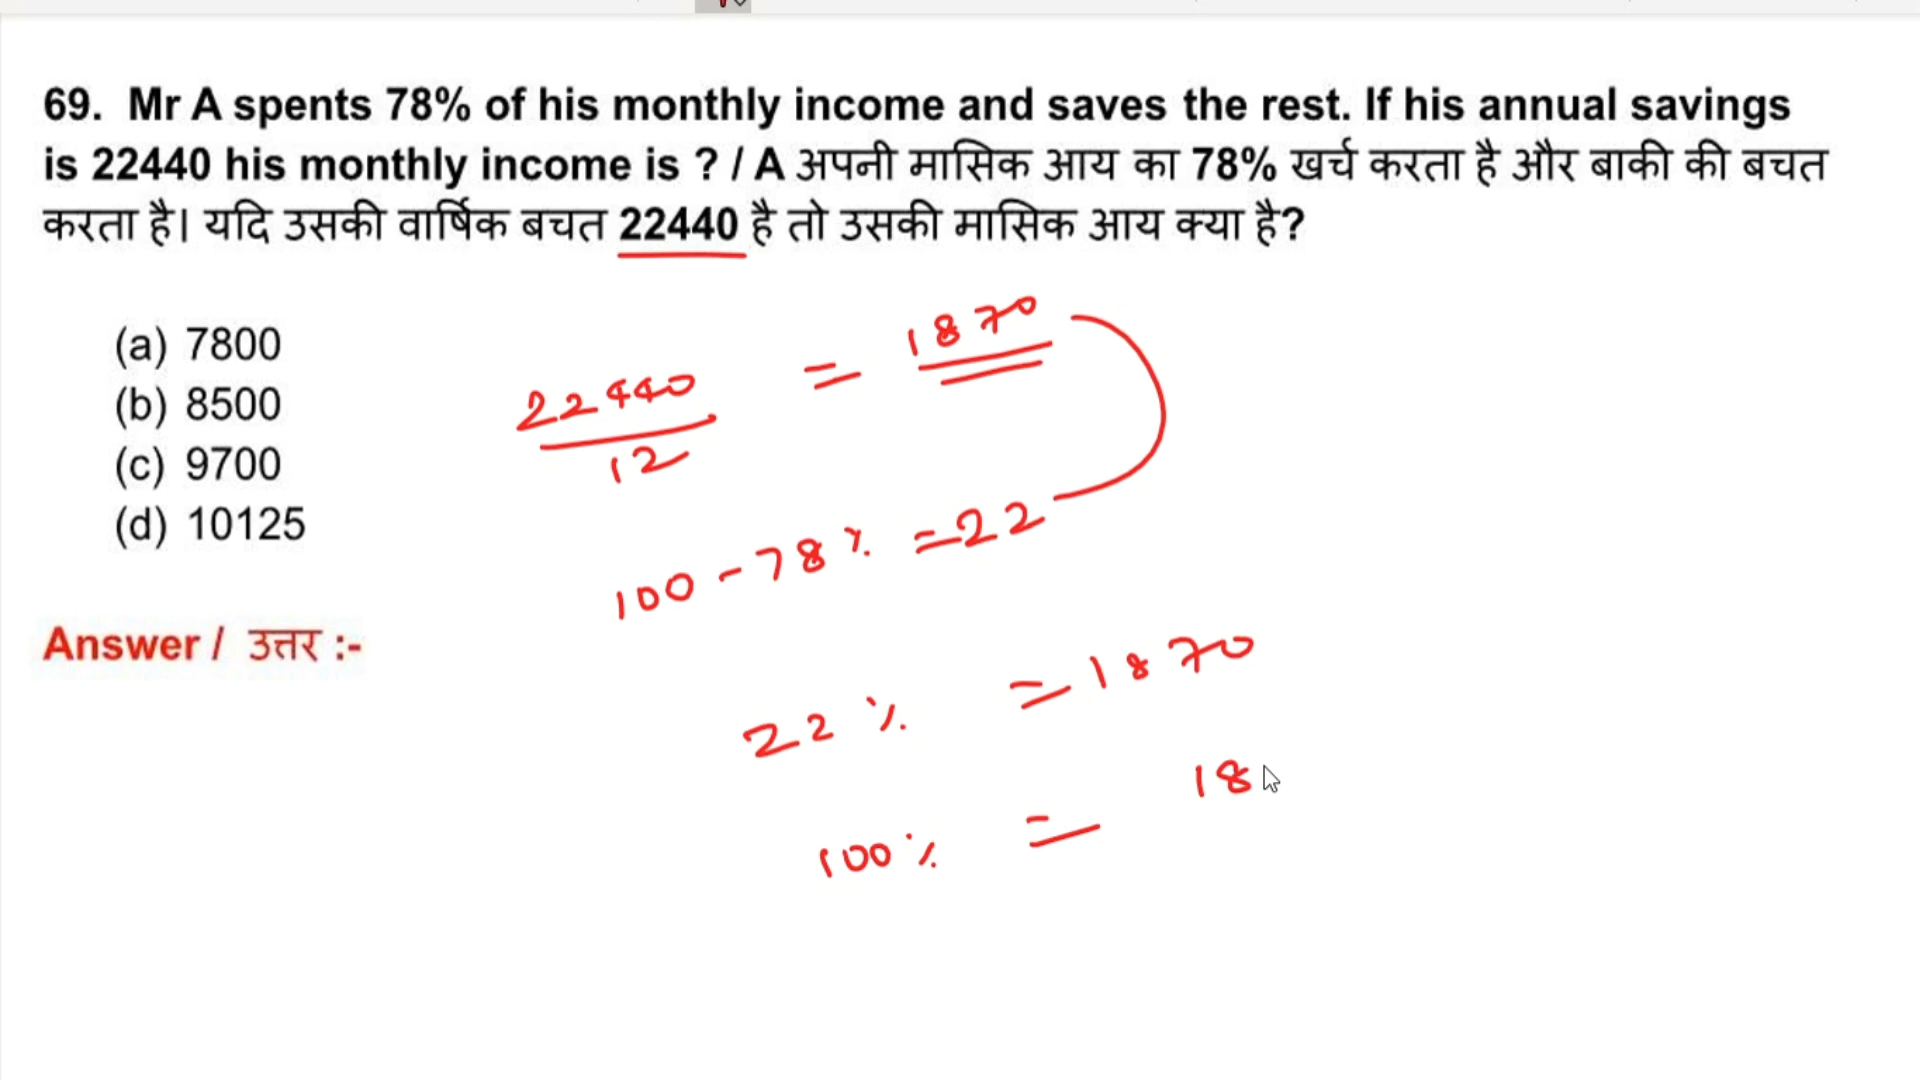 69. Mr A spents 78% of his monthly income and saves the rest. If his annual savings
is 22440 his monthly income is ? / A अपनी मासिक आय का 78% खर्च करता है और बाकी की बचत
करता है। यदि उसकी वार्षिक बचत 22440 है तो उसकी मासिक आय क्या है?
(a) 7800
(b) 8500
(c) 9700
(d) 10125
22440
12
= 1870
100 - 78% = 22
Answer / उत्तर :-
22% = 1870
100% = 18